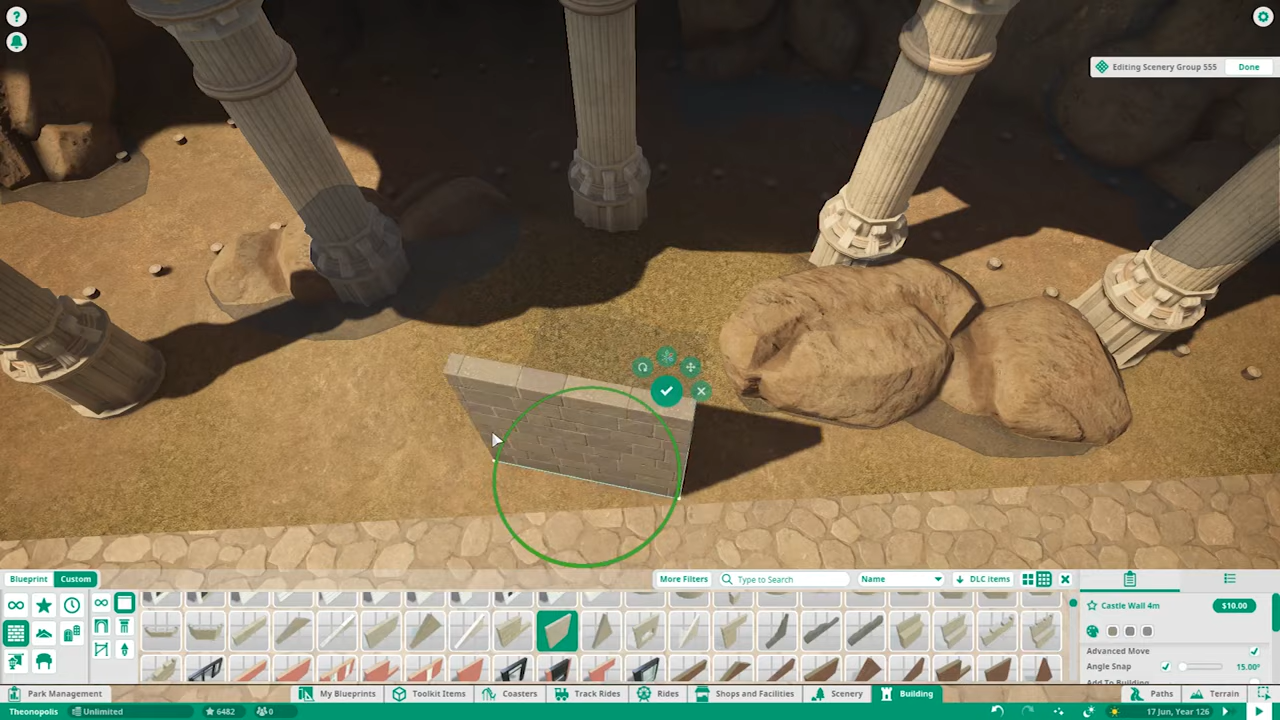 ?
Editing Scenery Group 555 Done
Blueprint Custom More Filters Type to Search Name DLC items
Castle Wall 4m $10.00
Advanced Move
Angle Snap 15.00°
Park Management My Blueprints Toolkit Items Coasters Track Rides Rides Shops and Facilities Scenery Building Paths Terrain
Theonopolis Unlimited 6482 0 17 Jun, Year 126